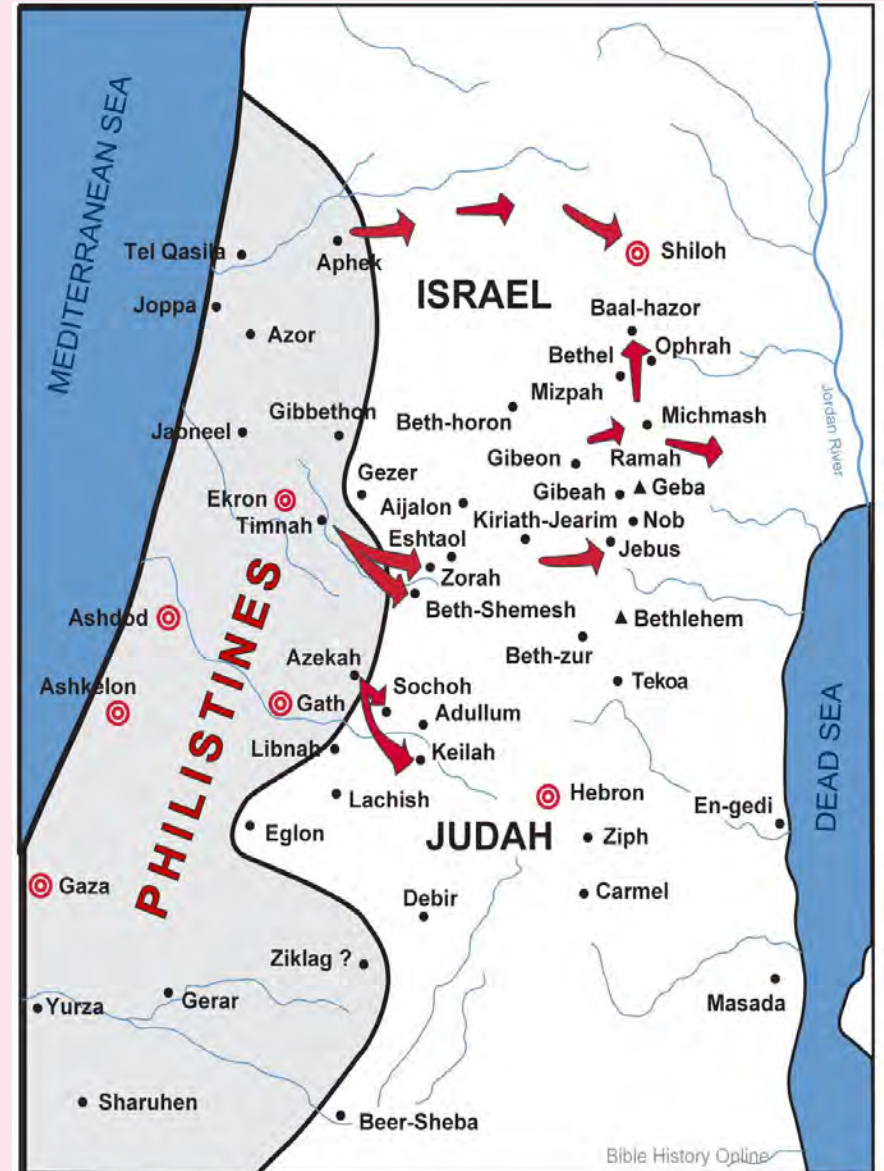 MEDITERRANEAN SEA
Tel Qasila
Aphek
Shiloh
ISRAEL
Joppa
Azor
Baal-hazor
Bethel
Ophrah
Mizpah
Jordan River
Gibbethon
Beth-horon
Michmash
Jabneel
Gibeon
Ramah
Gezer
Ekron
Aijalon
Gibeah
Geba
Timnah
Kiriath-Jearim
Nob
Eshtaol
Jebus
Zorah
Beth-Shemesh
Ashdod
Bethlehem
PHILISTINES
Beth-zur
Azekah
Ashkelon
Sochoh
Tekoa
Gath
Adullum
Libnah
Keilah
Lachish
Hebron
En-gedi
DEAD SEA
Eglon
JUDAH
Ziph
Gaza
Debir
Carmel
Ziklag ?
Gerar
Yurza
Masada
Sharuhen
Beer-Sheba
Bible History Online